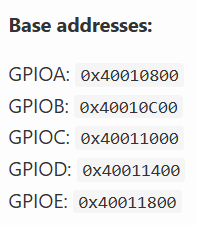 Base addresses:
GPIOA: 0x40010800
GPIOB: 0x40010C00
GPIOC: 0x40011000
GPIOD: 0x40011400
GPIOE: 0x40011800